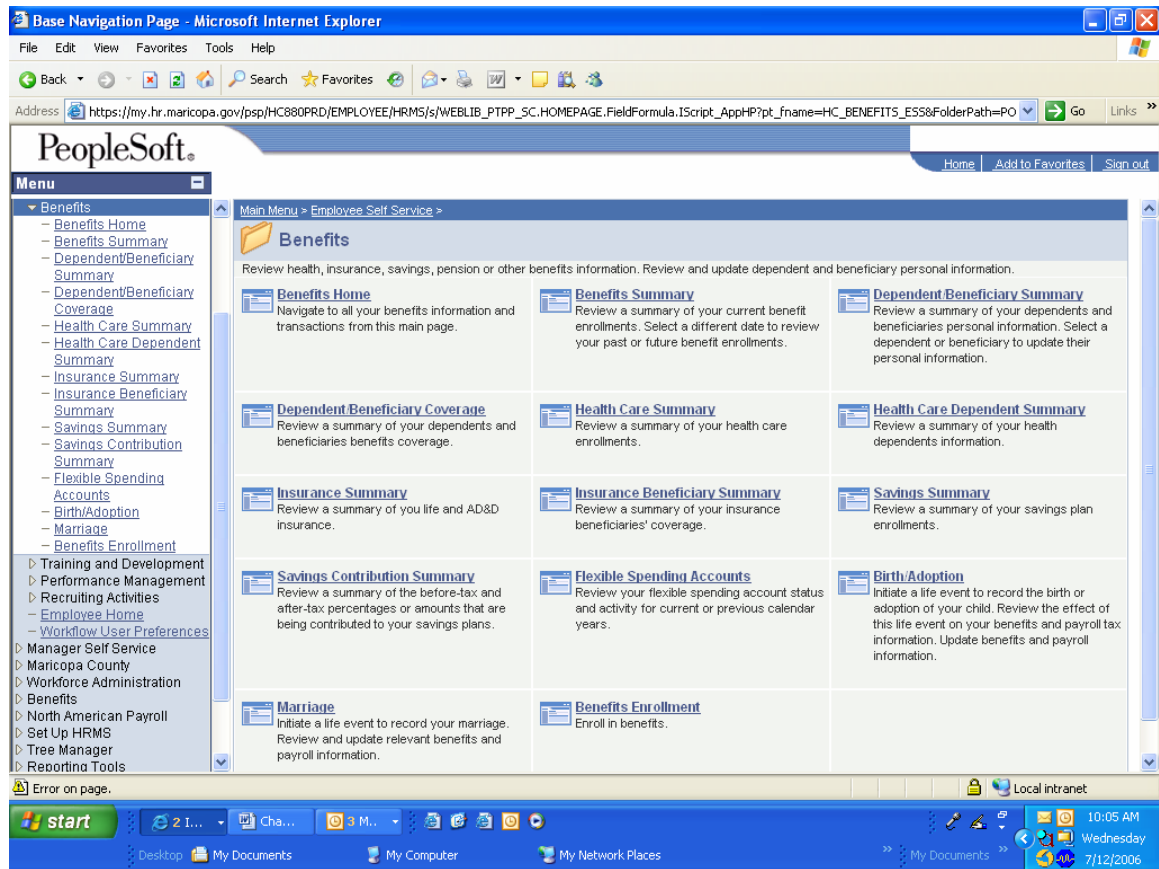 Base Navigation Page - Microsoft Internet Explorer
File Edit View Favorites Tools Help
Back Search Favorites
Address https://my.hr.maricopa.gov/psp/HC880PRD/EMPLOYEE/HRMS/s/WEBLIB_PTPP_SC.HOMEPAGE.FieldFormula.IScript_AppHP?pt_fname=HC_BENEFITS_ESS&FolderPath=PO Go Links »
PeopleSoft®
Home Add to Favorites Sign out
Menu
Benefits
– Benefits Home
– Benefits Summary
– Dependent/Beneficiary
Summary
– Dependent/Beneficiary
Coverage
– Health Care Summary
– Health Care Dependent
Summary
– Insurance Summary
– Insurance Beneficiary
Summary
– Savings Summary
– Savings Contribution
Summary
– Flexible Spending
Accounts
– Birth/Adoption
– Marriage
– Benefits Enrollment
Training and Development
Performance Management
Recruiting Activities
– Employee Home
– Workflow User Preferences
Manager Self Service
Maricopa County
Workforce Administration
Benefits
North American Payroll
Set Up HRMS
Tree Manager
Reporting Tools
Main Menu > Employee Self Service >
Benefits
Review health, insurance, savings, pension or other benefits information. Review and update dependent and beneficiary personal information.
Benefits Home
Navigate to all your benefits information and
transactions from this main page.
Benefits Summary
Review a summary of your current benefit
enrollments. Select a different date to review
your past or future benefit enrollments.
Dependent/Beneficiary Summary
Review a summary of your dependents and
beneficiaries personal information. Select a
dependent or beneficiary to update their
personal information.
Dependent/Beneficiary Coverage
Review a summary of your dependents and
beneficiaries benefits coverage.
Health Care Summary
Review a summary of your health care
enrollments.
Health Care Dependent Summary
Review a summary of your health
dependents information.
Insurance Summary
Review a summary of you life and AD&D
insurance.
Insurance Beneficiary Summary
Review a summary of your insurance
beneficiaries' coverage.
Savings Summary
Review a summary of your savings plan
enrollments.
Savings Contribution Summary
Review a summary of the before-tax and
after-tax percentages or amounts that are
being contributed to your savings plans.
Flexible Spending Accounts
Review your flexible spending account status
and activity for current or previous calendar
years.
Birth/Adoption
Initiate a life event to record the birth or
adoption of your child. Review the effect of
this life event on your benefits and payroll tax
information. Update benefits and payroll
information.
Marriage
Initiate a life event to record your marriage.
Review and update relevant benefits and
payroll information.
Benefits Enrollment
Enroll in benefits.
Error on page. Local intranet
start 2 I... Cha... 3 M.. 10:05 AM
Wednesday
Desktop My Documents My Computer My Network Places » My Documents » 7/12/2006